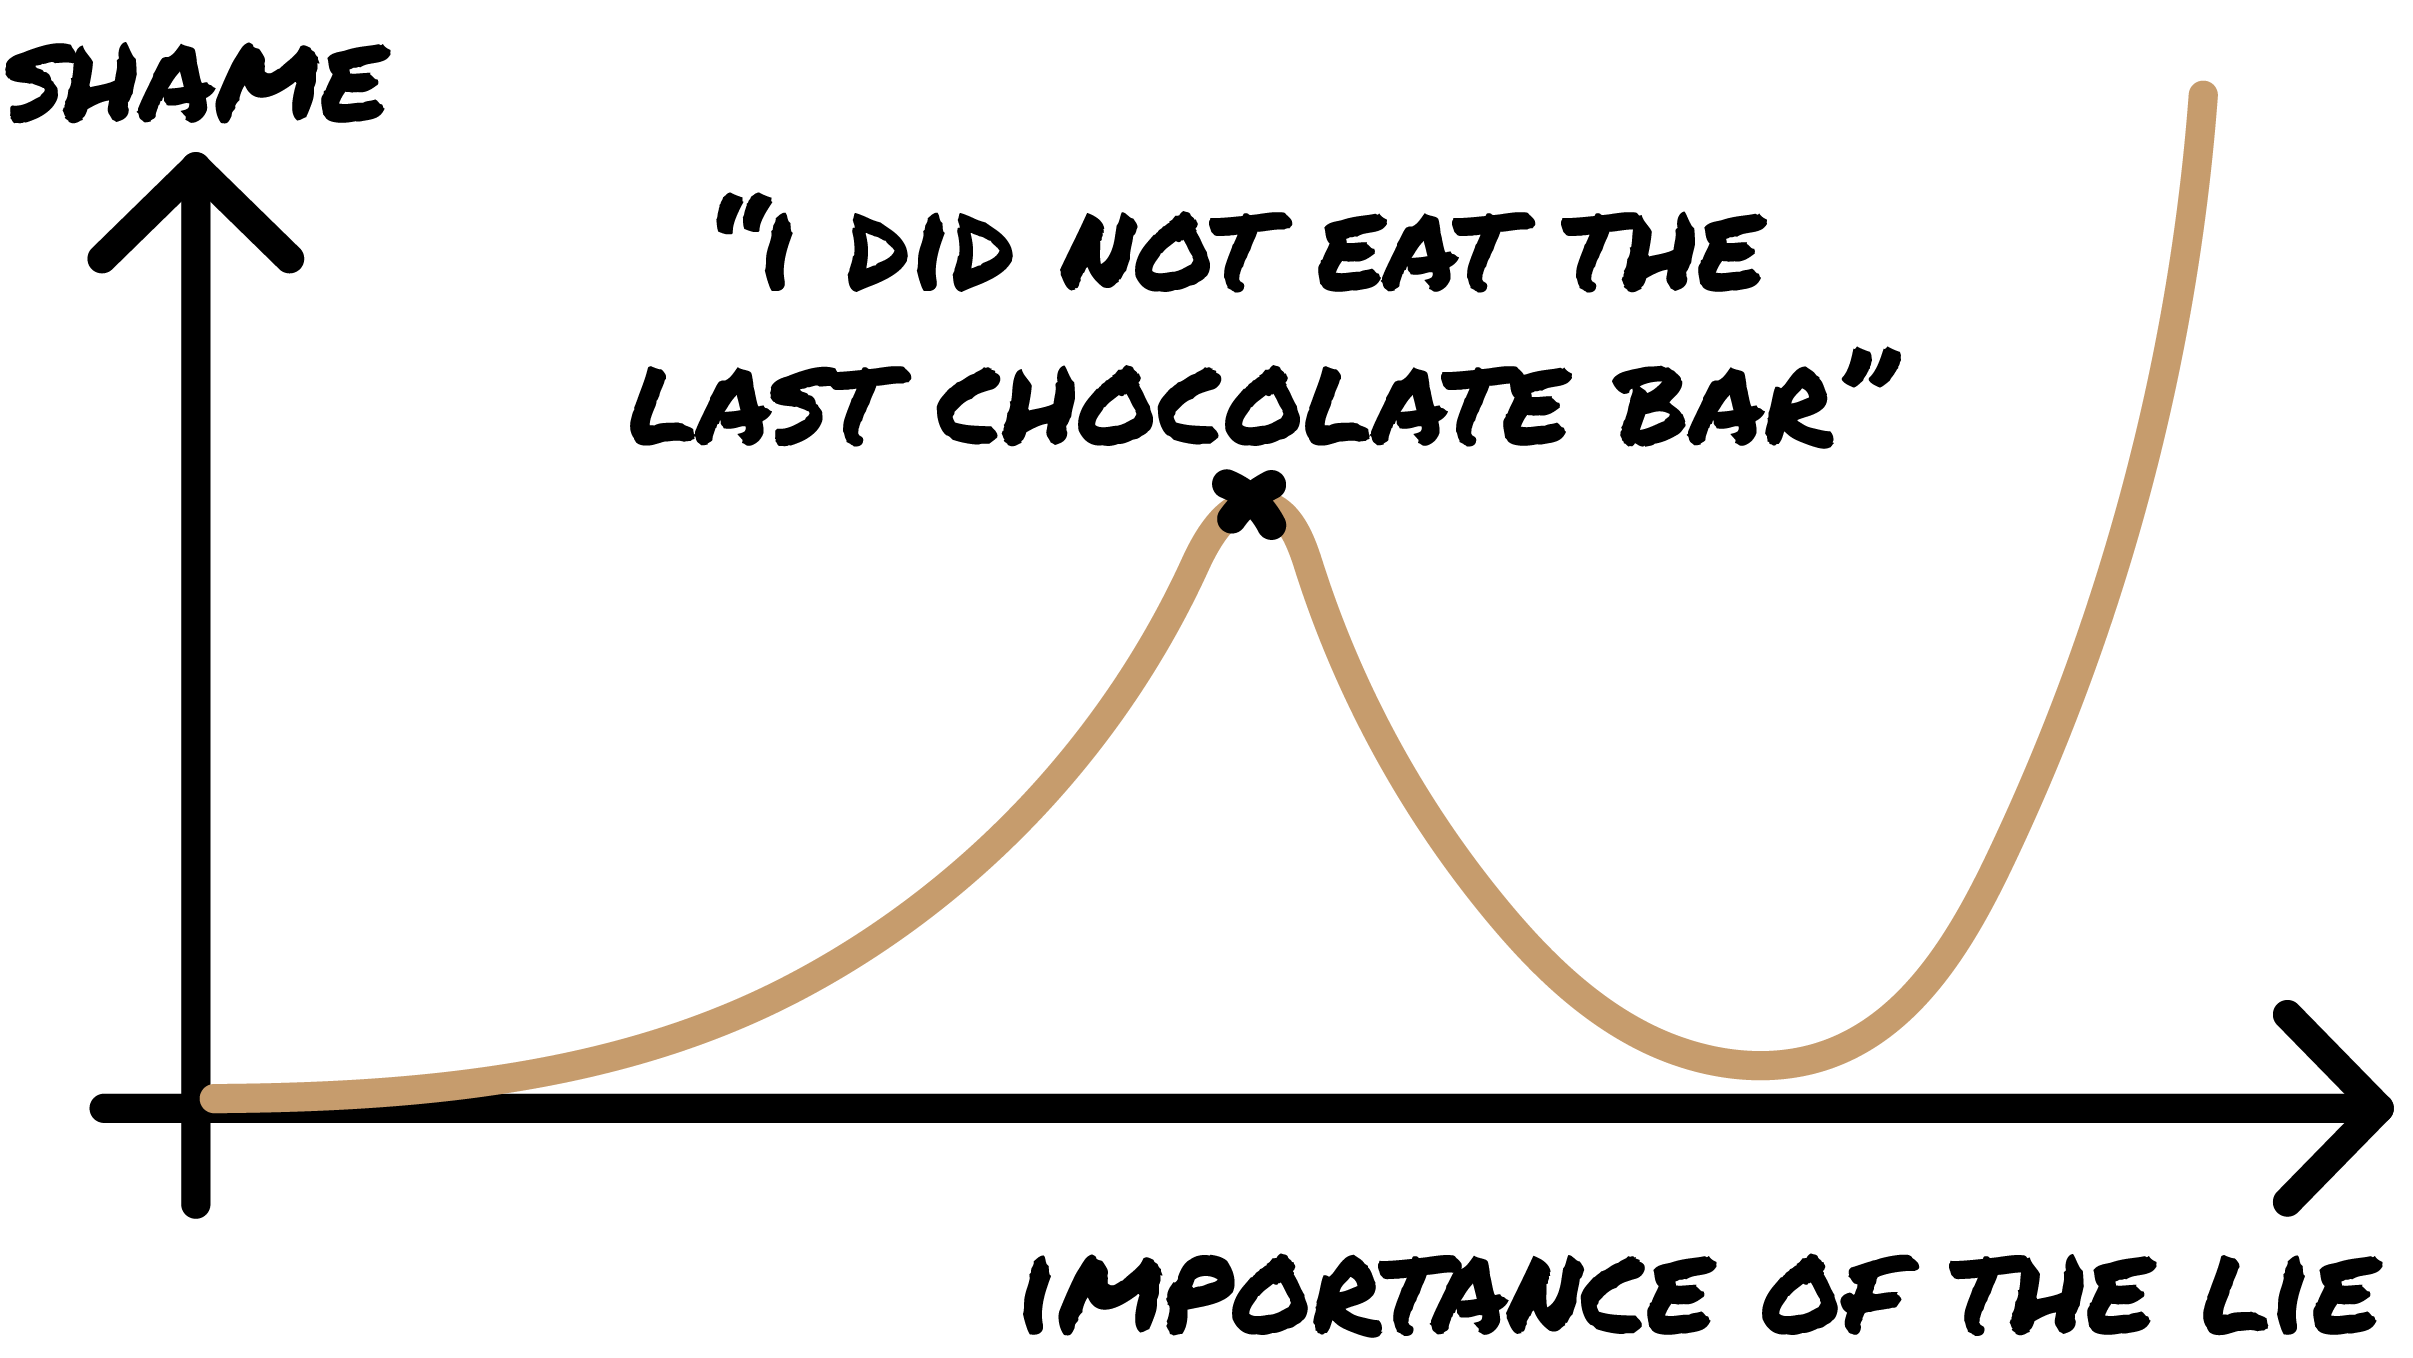 SHAME
“I DID NOT EAT THE
LAST CHOCOLATE BAR”
IMPORTANCE OF THE LIE